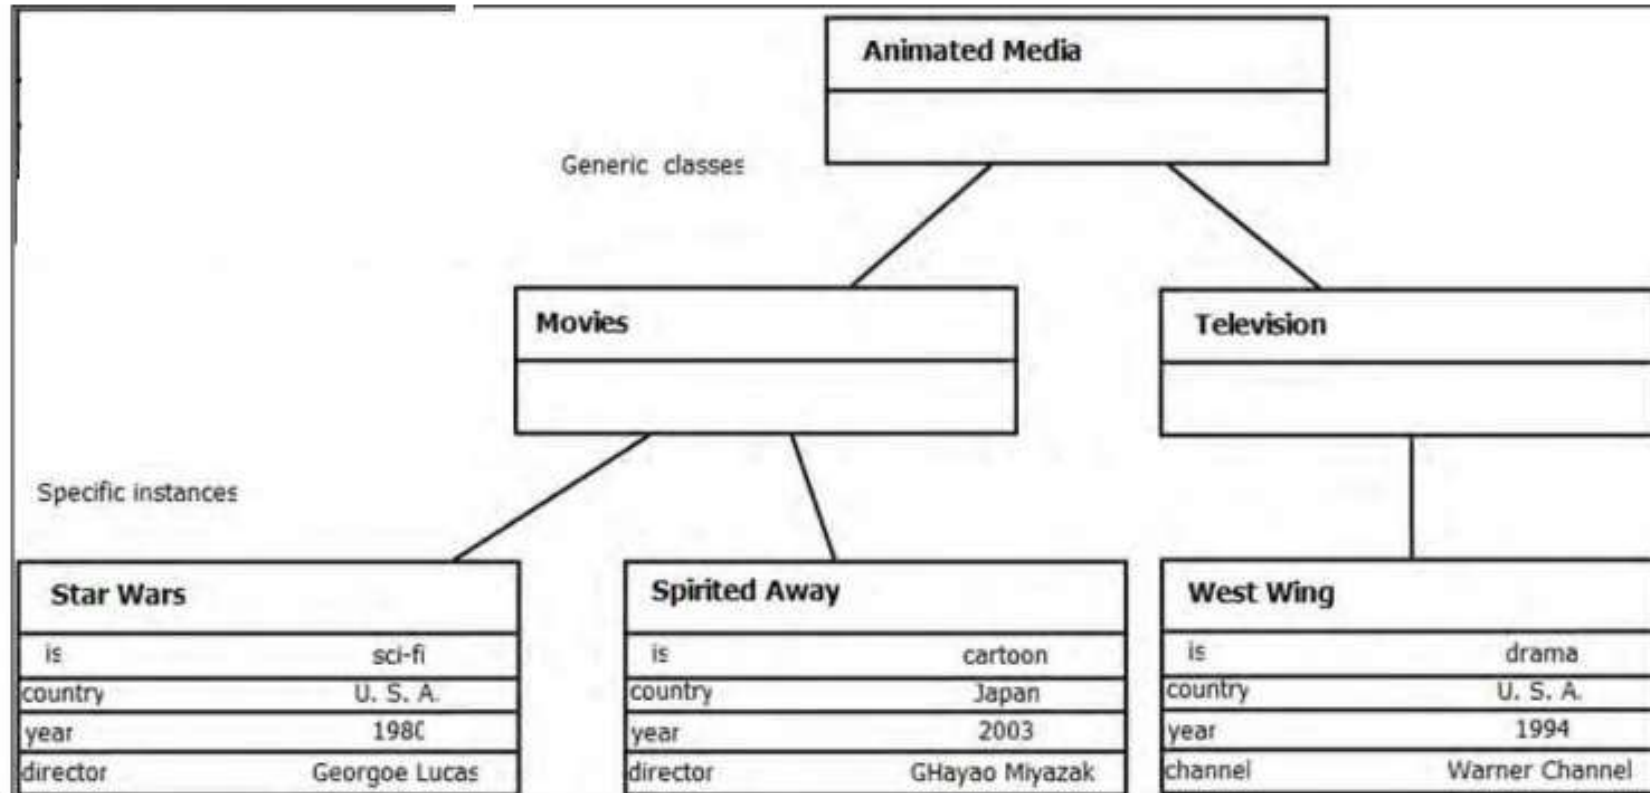 Animated Media
Generic classes
Movies
Television
Specific instances
Star Wars
is sci-fi
country U. S. A.
year 1980
director Georgoe Lucas
Spirited Away
is cartoon
country Japan
year 2003
director GHayao Miyazak
West Wing
is drama
country U. S. A.
year 1994
channel Warner Channel